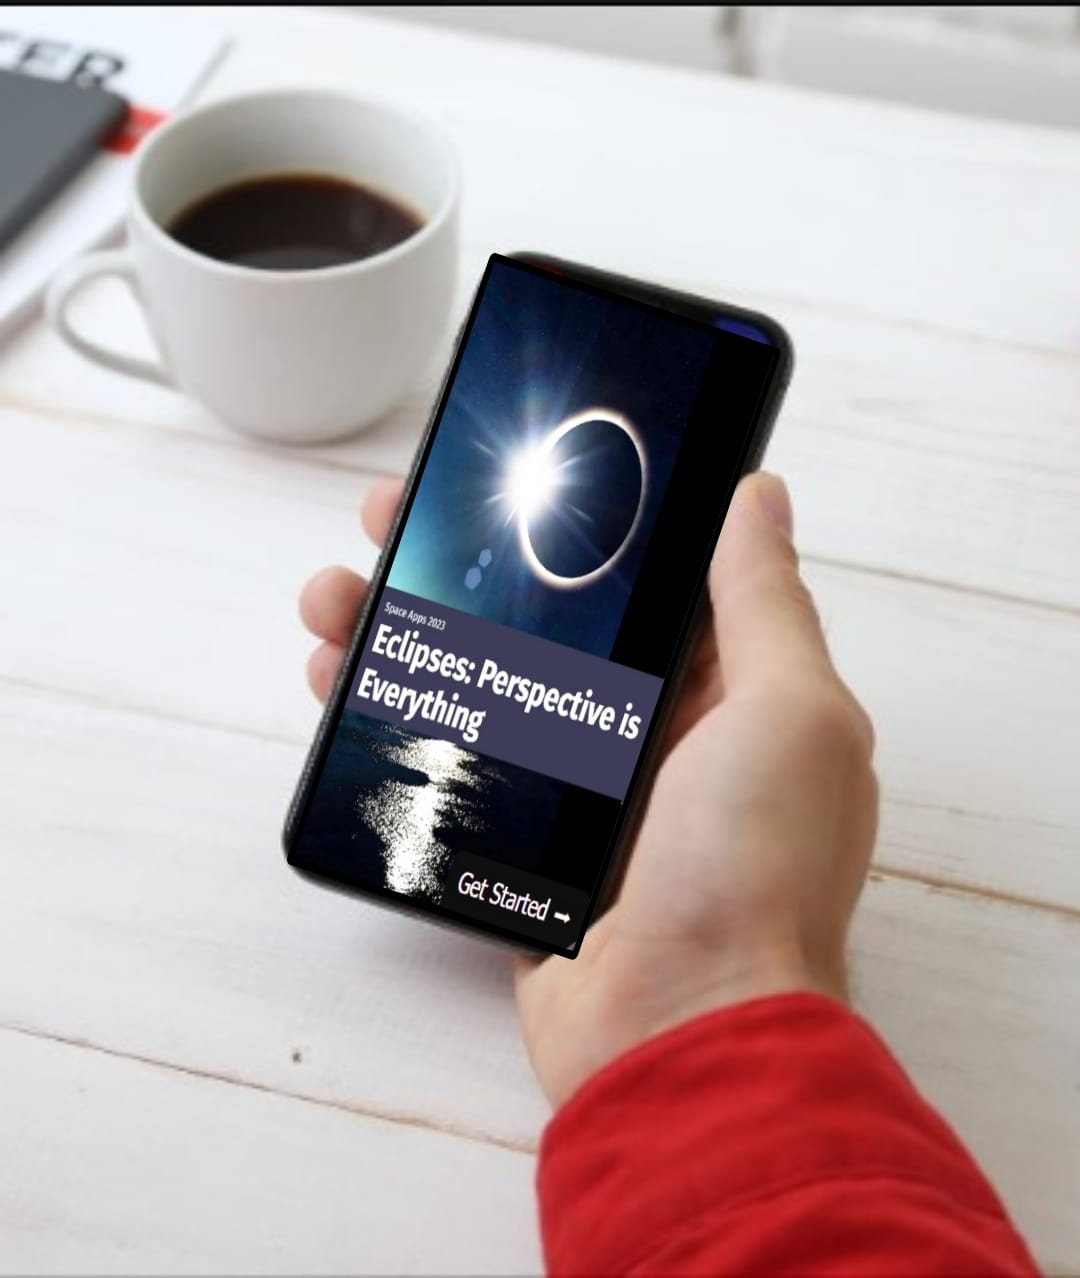 Space Apps 2023
Eclipses: Perspective is
Everything
Get Started ➞